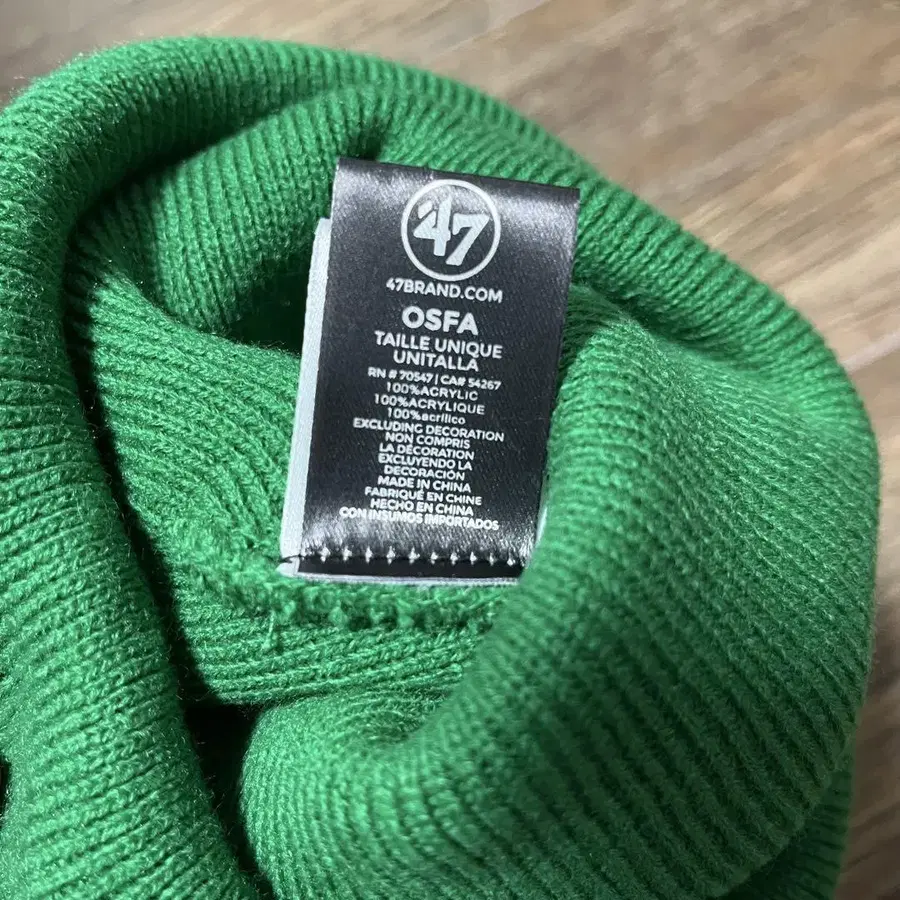 47
47BRAND.COM
OSFA
TAILLE UNIQUE
UNITALLA
RN # 70547 | CA# 54267
100%ACRYLIC
100%ACRYLIQUE
100%acrílico
EXCLUDING DECORATION
NON COMPRIS
LA DÉCORATION
EXCLUYENDO LA
DECORACIÓN
MADE IN CHINA
FABRIQUÉ EN CHINE
HECHO EN CHINA
CON INSUMOS IMPORTADOS